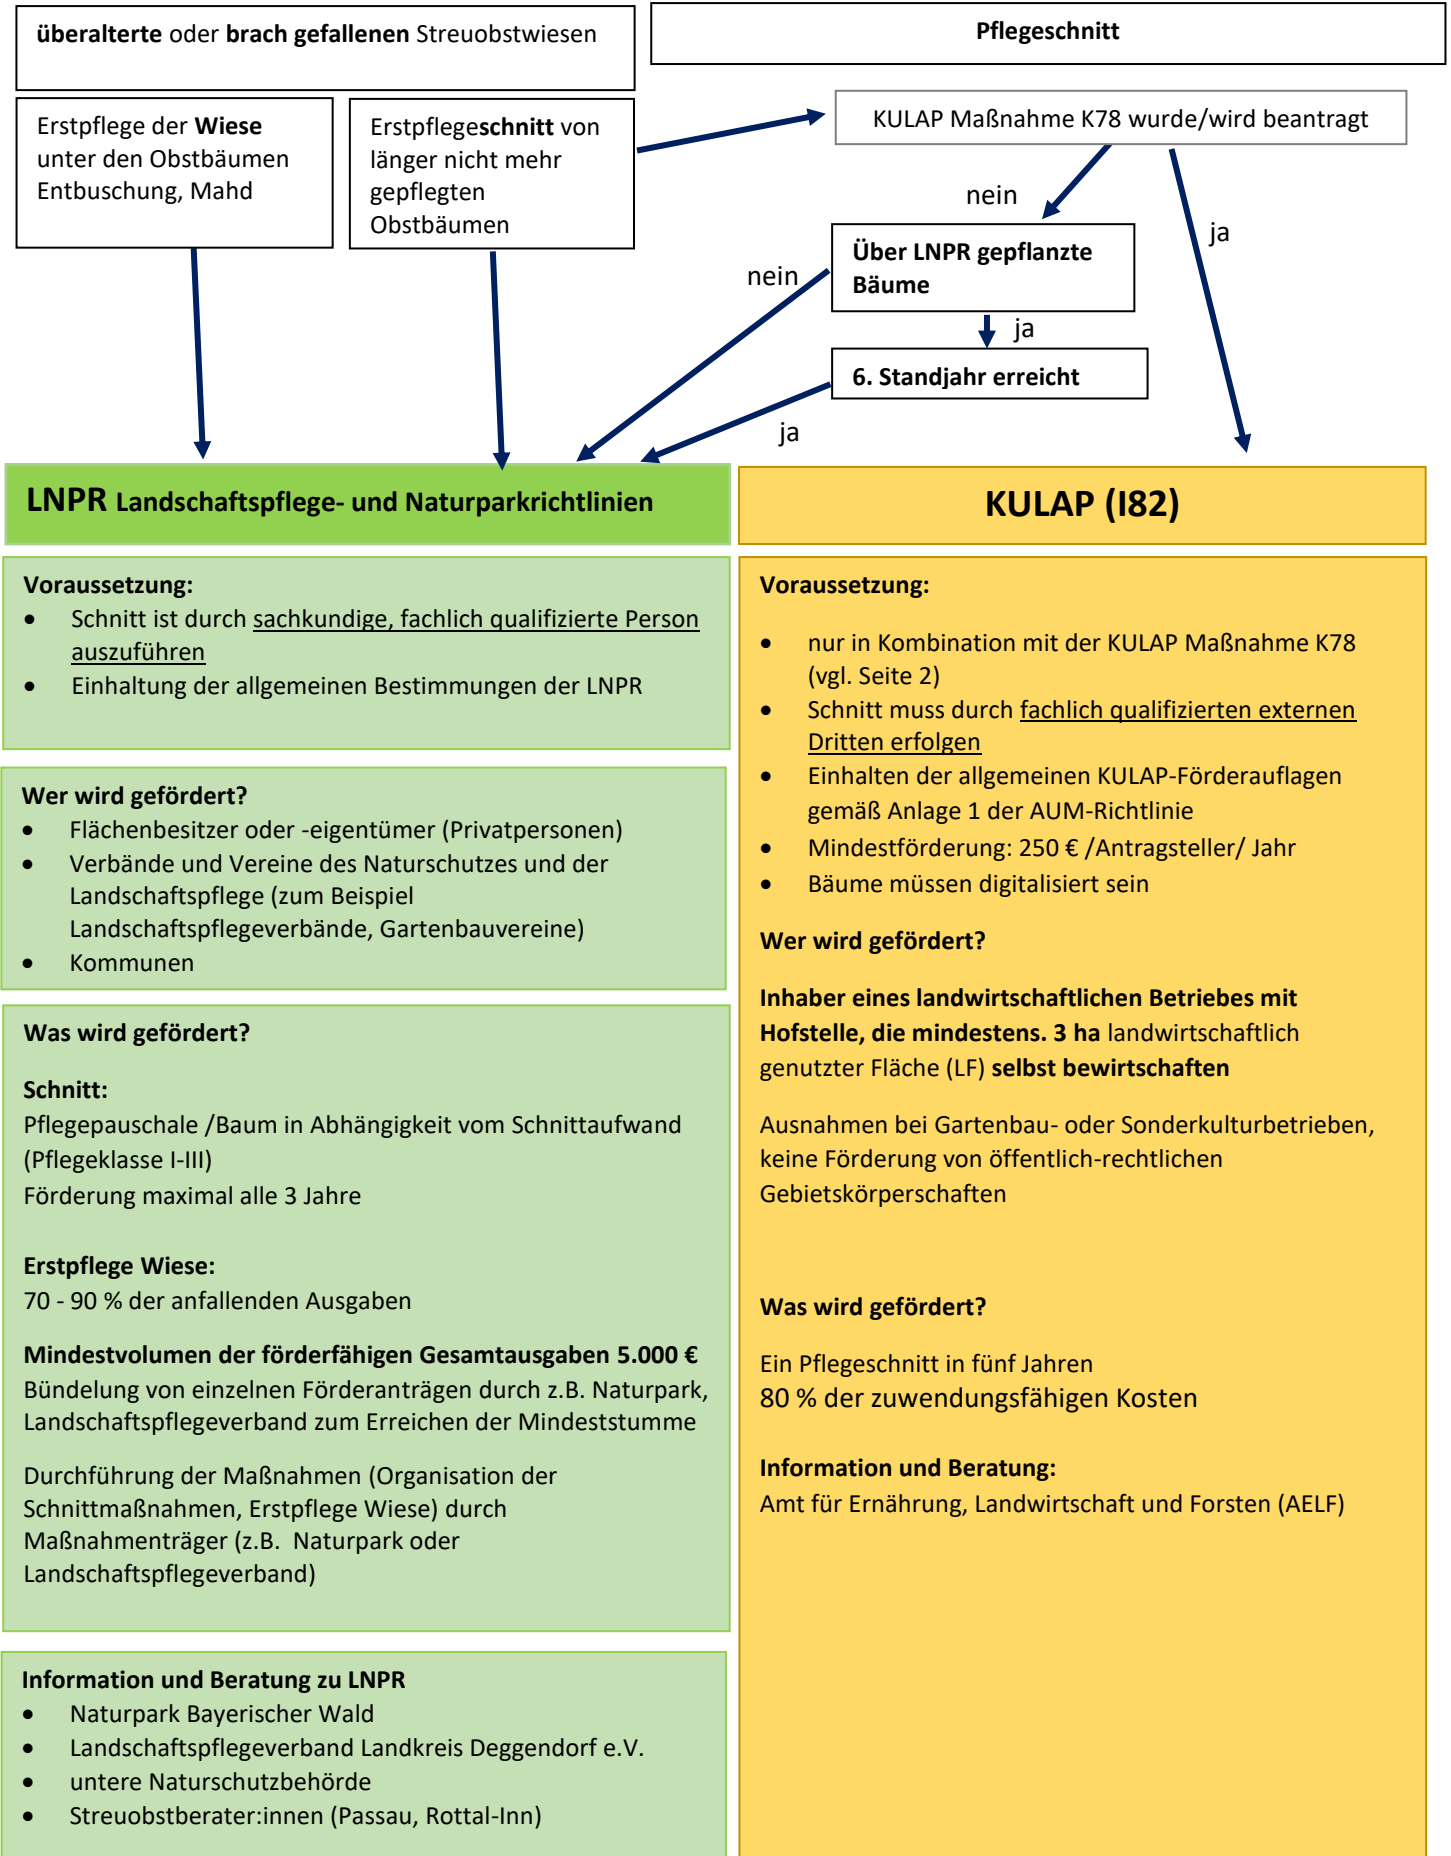 überalterte oder brach gefallenen Streuobstwiesen
Pflegeschnitt
Erstpflege der Wiese
unter den Obstbäumen
Entbuschung, Mahd
Erstpflegeschnitt von
länger nicht mehr
gepflegten
Obstbäumen
KULAP Maßnahme K78 wurde/wird beantragt
nein
ja
Über LNPR gepflanzte
Bäume
nein
ja
6. Standjahr erreicht
ja
LNPR Landschaftspflege- und Naturparkrichtlinien
Voraussetzung:
• Schnitt ist durch sachkundige, fachlich qualifizierte Person
auszuführen
• Einhaltung der allgemeinen Bestimmungen der LNPR
Wer wird gefördert?
• Flächenbesitzer oder -eigentümer (Privatpersonen)
• Verbände und Vereine des Naturschutzes und der
Landschaftspflege (zum Beispiel
Landschaftspflegeverbände, Gartenbauvereine)
• Kommunen
Was wird gefördert?
Schnitt:
Pflegepauschale /Baum in Abhängigkeit vom Schnittaufwand
(Pflegeklasse I-III)
Förderung maximal alle 3 Jahre
Erstpflege Wiese:
70 - 90 % der anfallenden Ausgaben
Mindestvolumen der förderfähigen Gesamtausgaben 5.000 €
Bündelung von einzelnen Förderanträgen durch z.B. Naturpark,
Landschaftspflegeverband zum Erreichen der Mindeststumme
Durchführung der Maßnahmen (Organisation der
Schnittmaßnahmen, Erstpflege Wiese) durch
Maßnahmenträger (z.B. Naturpark oder
Landschaftspflegeverband)
Information und Beratung zu LNPR
• Naturpark Bayerischer Wald
• Landschaftspflegeverband Landkreis Deggendorf e.V.
• untere Naturschutzbehörde
• Streuobstberater:innen (Passau, Rottal-Inn)
KULAP (I82)
Voraussetzung:
• nur in Kombination mit der KULAP Maßnahme K78
(vgl. Seite 2)
• Schnitt muss durch fachlich qualifizierten externen
Dritten erfolgen
• Einhalten der allgemeinen KULAP-Förderauflagen
gemäß Anlage 1 der AUM-Richtlinie
• Mindestförderung: 250 € /Antragsteller/ Jahr
• Bäume müssen digitalisiert sein
Wer wird gefördert?
Inhaber eines landwirtschaftlichen Betriebes mit
Hofstelle, die mindestens. 3 ha landwirtschaftlich
genutzter Fläche (LF) selbst bewirtschaften
Ausnahmen bei Gartenbau- oder Sonderkulturbetrieben,
keine Förderung von öffentlich-rechtlichen
Gebietskörperschaften
Was wird gefördert?
Ein Pflegeschnitt in fünf Jahren
80 % der zuwendungsfähigen Kosten
Information und Beratung:
Amt für Ernährung, Landwirtschaft und Forsten (AELF)